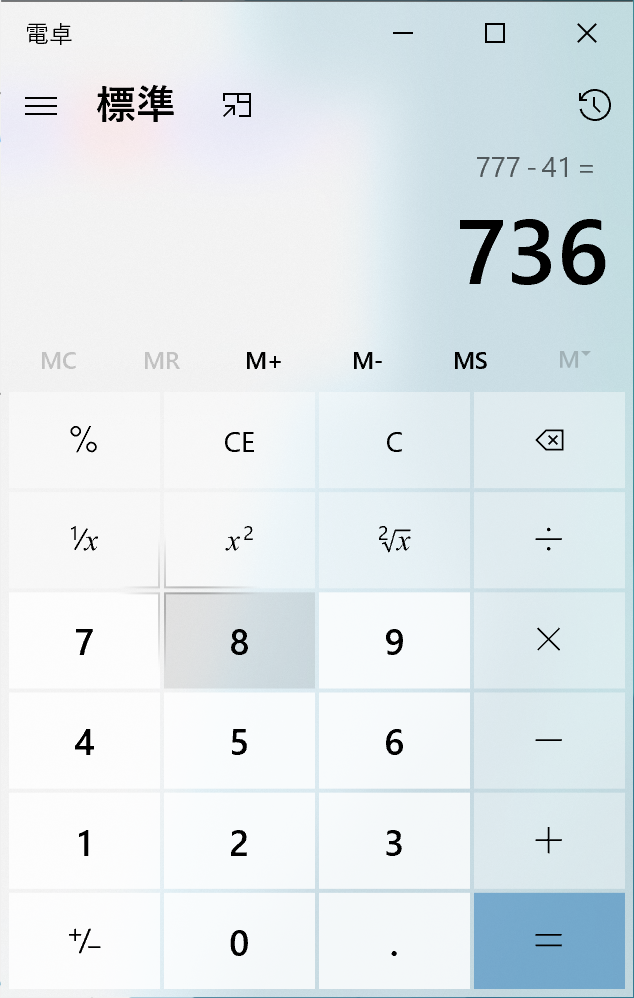 電卓
標準
777 - 41 =
736
MC MR M+ M- MS M
% CE C
1/x x² ²√x ÷
7 8 9 ×
4 5 6 −
1 2 3 +
+/− 0 . =